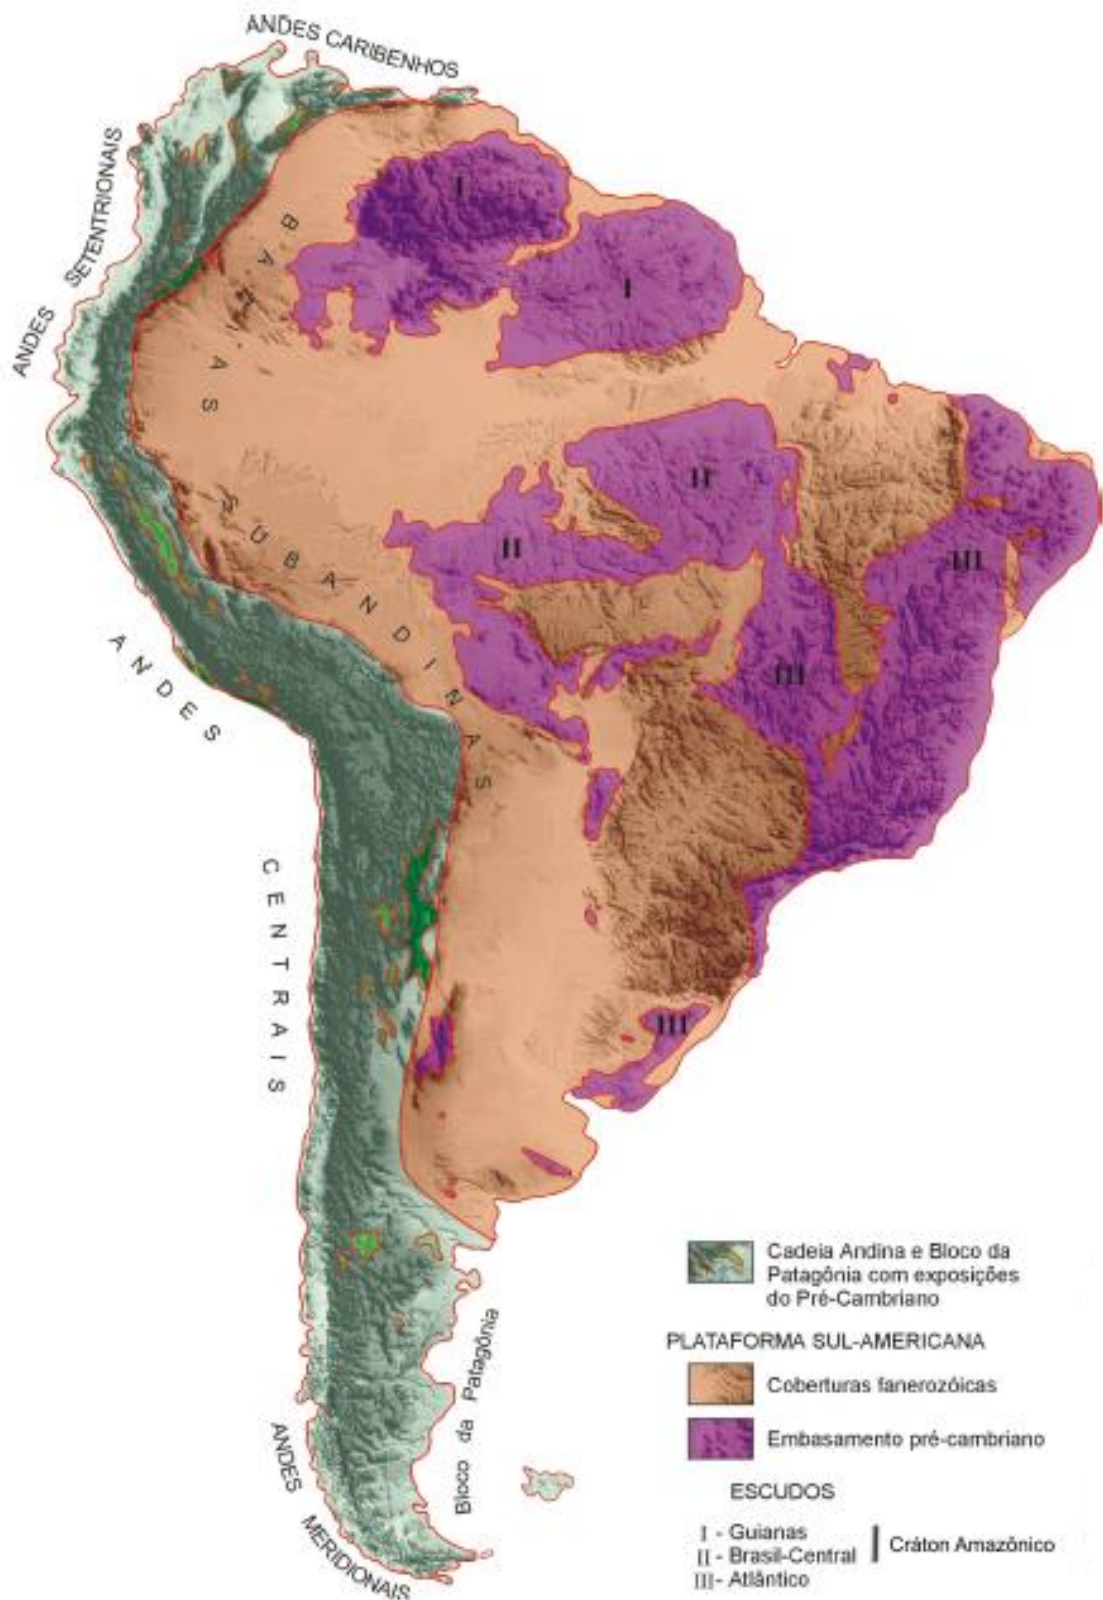 ANDES CARIBENHOS
ANDES SETENTRIONAIS
BACIAS SUBANDINAS
ANDES CENTRAIS
ANDES MERIDIONAIS
Bloco da Patagônia
I
I
II
II
III
III
III
Cadeia Andina e Bloco da
Patagônia com exposições
do Pré-Cambriano
PLATAFORMA SUL-AMERICANA
Coberturas fanerozóicas
Embasamento pré-cambriano
ESCUDOS
I - Guianas
II - Brasil-Central
Cráton Amazônico
III- Atlântico